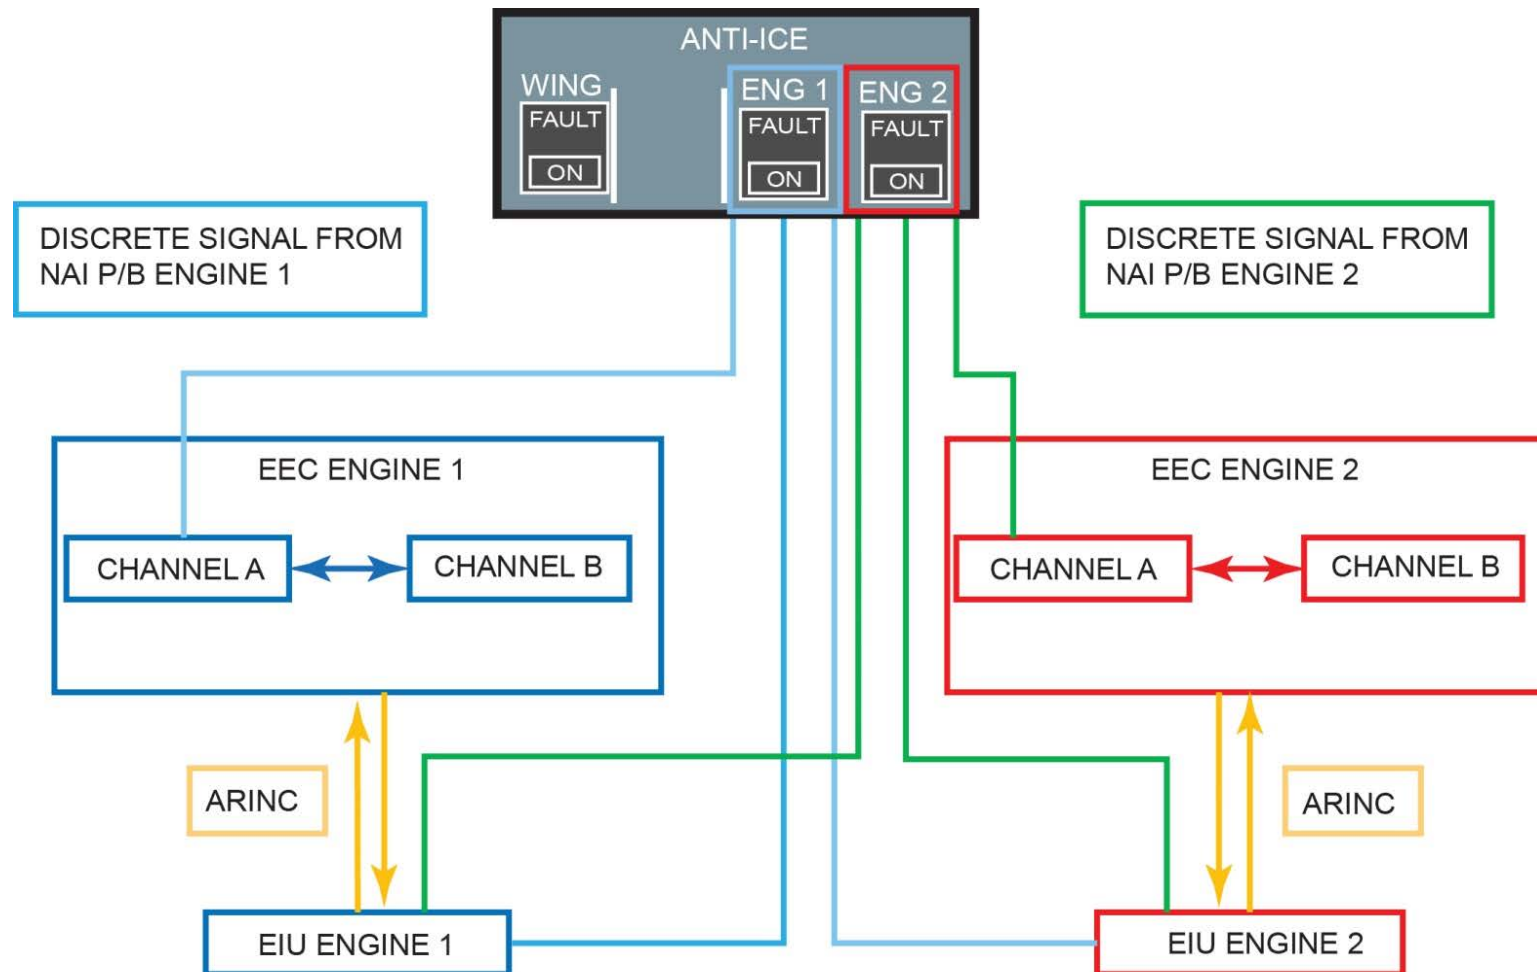 ANTI-ICE
WING
ENG 1
ENG 2
FAULT
FAULT
FAULT
ON
ON
ON
DISCRETE SIGNAL FROM
NAI P/B ENGINE 1
DISCRETE SIGNAL FROM
NAI P/B ENGINE 2
EEC ENGINE 1
EEC ENGINE 2
CHANNEL A
CHANNEL B
CHANNEL A
CHANNEL B
ARINC
ARINC
EIU ENGINE 1
EIU ENGINE 2